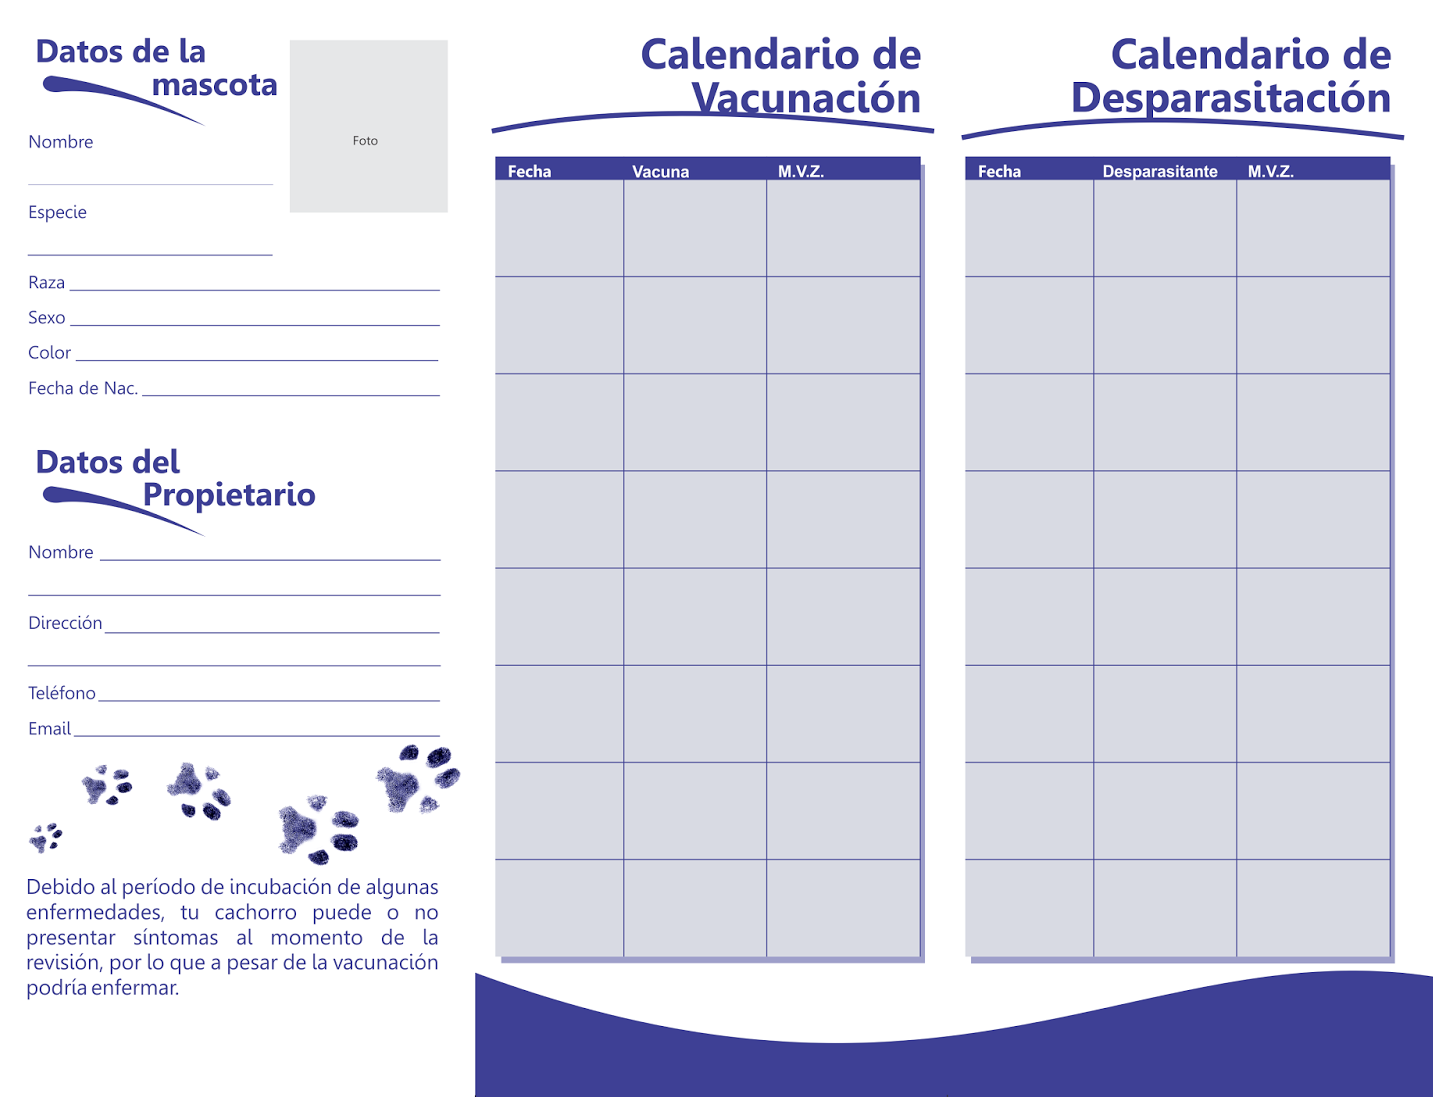 Datos de la
mascota
Foto
Nombre
Especie
Raza
Sexo
Color
Fecha de Nac.
Datos del
Propietario
Nombre
Dirección
Teléfono
Email
Debido al período de incubación de algunas
enfermedades, tu cachorro puede o no
presentar síntomas al momento de la
revisión, por lo que a pesar de la vacunación
podría enfermar.
Calendario de
Vacunación
Fecha Vacuna M.V.Z.
Calendario de
Desparasitación
Fecha Desparasitante M.V.Z.